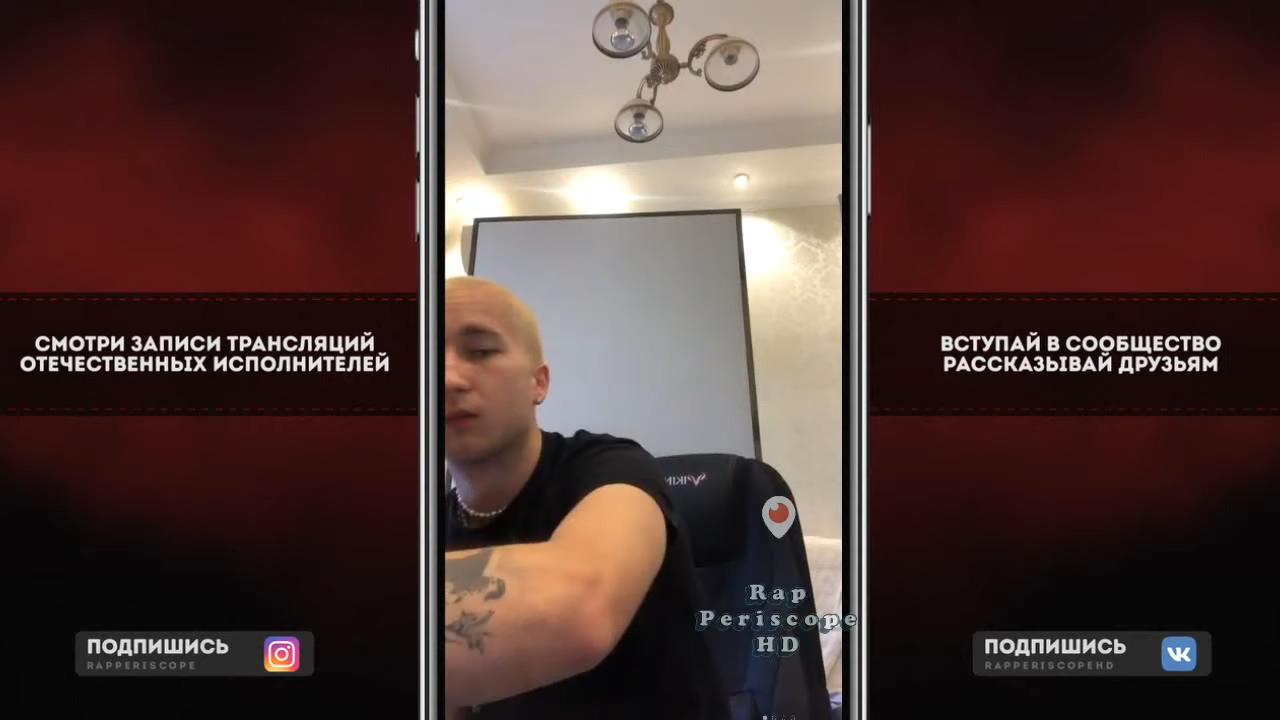 СМОТРИ ЗАПИСИ ТРАНСЛЯЦИЙ
ОТЕЧЕСТВЕННЫХ ИСПОЛНИТЕЛЕЙ
ВСТУПАЙ В СООБЩЕСТВО
РАССКАЗЫВАЙ ДРУЗЬЯМ
Rap
Periscope
HD
ПОДПИШИСЬ
RAPPERISCOPE
ПОДПИШИСЬ
RAPPERISCOPEHD